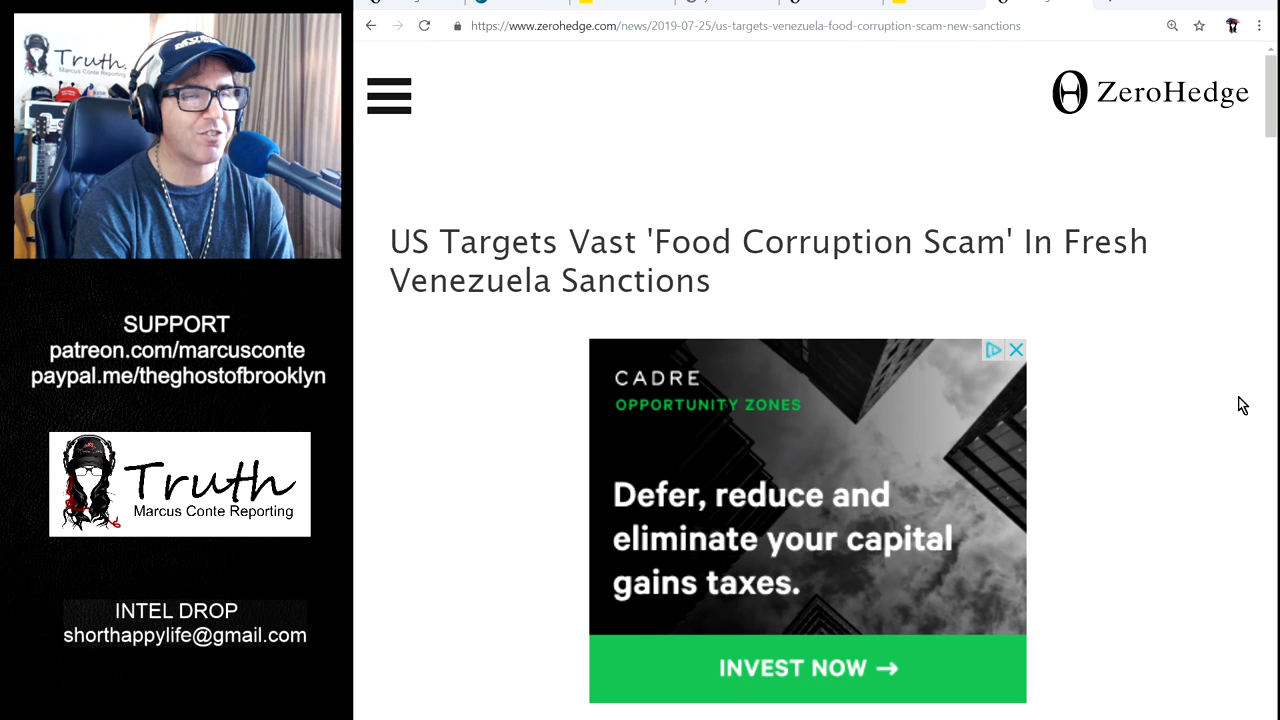 Truth.
Marcus Conte Reporting
SUPPORT
patreon.com/marcusconte
paypal.me/theghostofbrooklyn
Truth
Marcus Conte Reporting
INTEL DROP
shorthappylife@gmail.com
https://www.zerohedge.com/news/2019-07-25/us-targets-venezuela-food-corruption-scam-new-sanctions
ZeroHedge
US Targets Vast 'Food Corruption Scam' In Fresh
Venezuela Sanctions
CADRE
OPPORTUNITY ZONES
Defer, reduce and
eliminate your capital
gains taxes.
INVEST NOW →